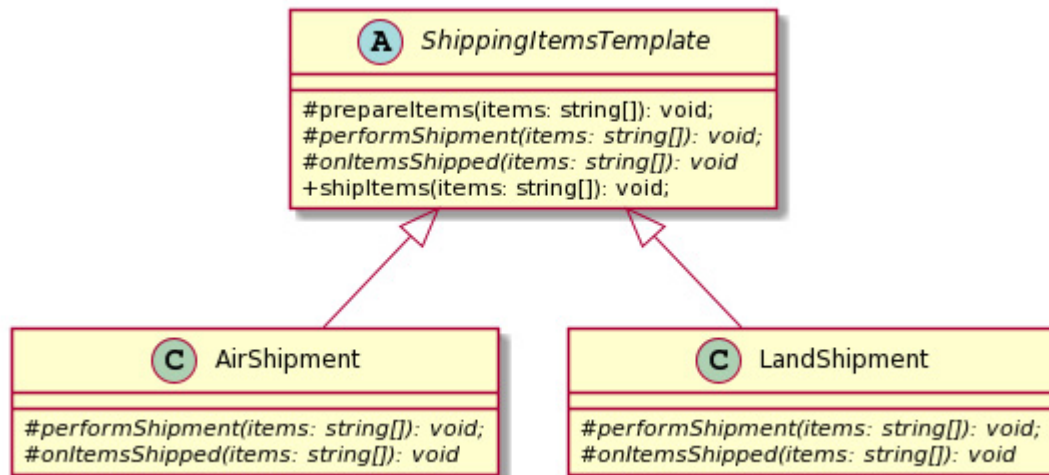 A ShippingItemsTemplate
#prepareItems(items: string[]): void;
#performShipment(items: string[]): void;
#onItemsShipped(items: string[]): void
+shipItems(items: string[]): void;
C AirShipment
#performShipment(items: string[]): void;
#onItemsShipped(items: string[]): void
C LandShipment
#performShipment(items: string[]): void;
#onItemsShipped(items: string[]): void